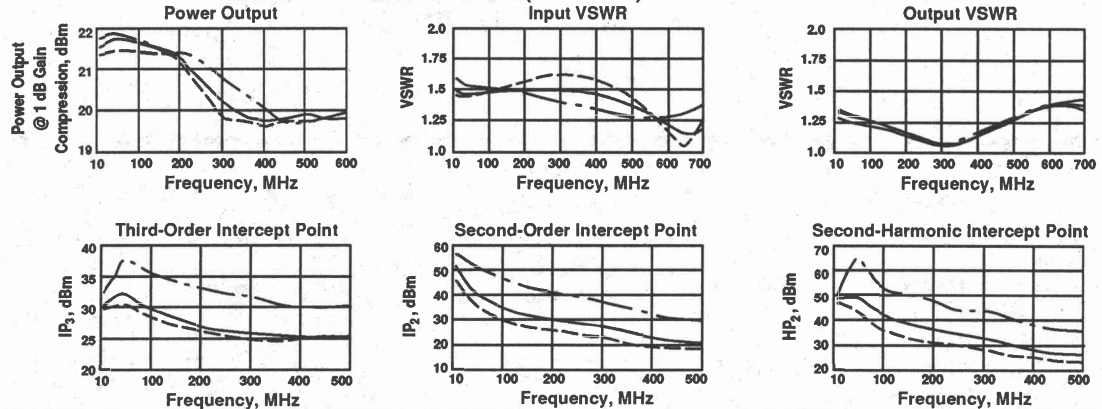 Power Output
Power Output
@ 1 dB Gain
Compression, dBm
22
21
20
19
10 100 200 300 400 500 600
Frequency, MHz
Input VSWR
VSWR
2.0
1.75
1.5
1.25
1.0
10 100 200 300 400 500 600 700
Frequency, MHz
Output VSWR
VSWR
2.0
1.75
1.5
1.25
1.0
10 100 200 300 400 500 600 700
Frequency, MHz
Third-Order Intercept Point
IP3, dBm
40
35
30
25
20
10 100 200 300 400 500
Frequency, MHz
Second-Order Intercept Point
IP2, dBm
60
50
40
30
20
10
10 100 200 300 400 500
Frequency, MHz
Second-Harmonic Intercept Point
HP2, dBm
70
60
50
40
30
20
10 100 200 300 400 500
Frequency, MHz